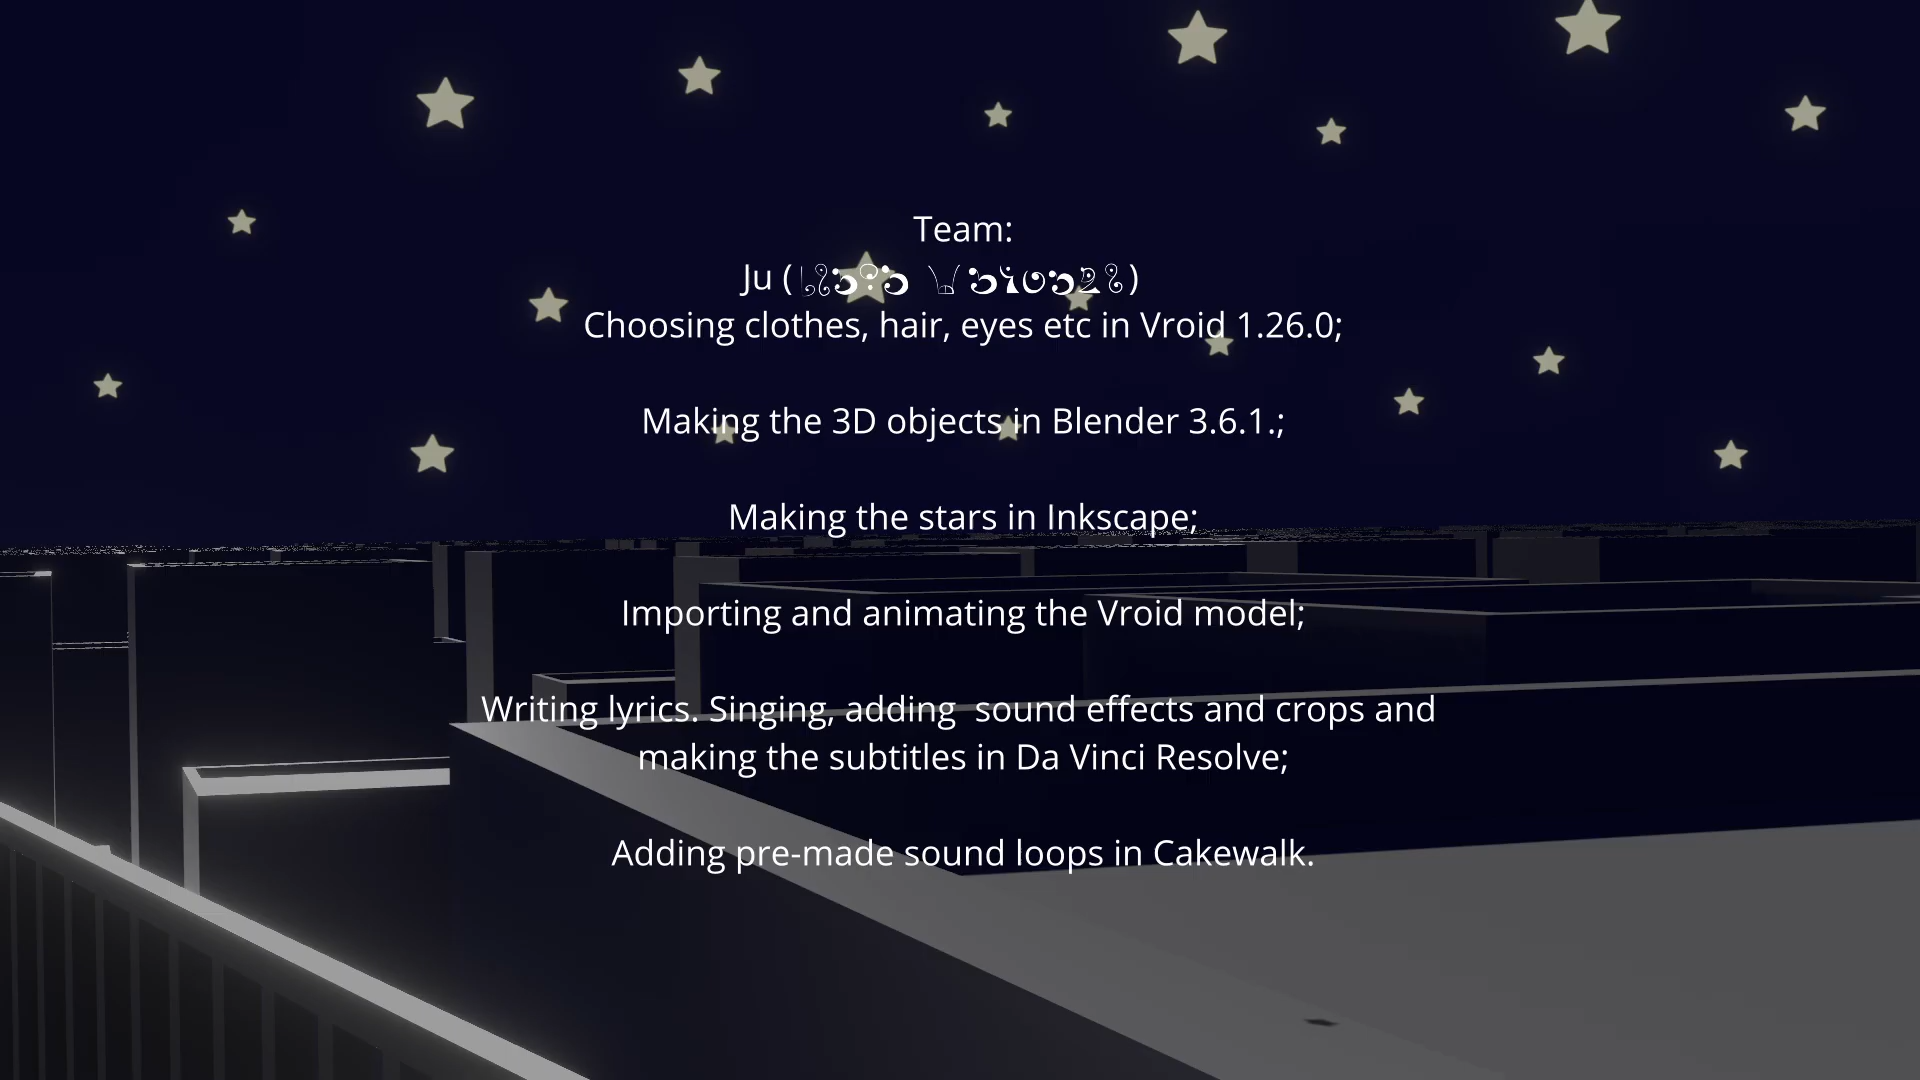 Team:
Ju ( )
Choosing clothes, hair, eyes etc in Vroid 1.26.0;
Making the 3D objects in Blender 3.6.1.;
Making the stars in Inkscape;
Importing and animating the Vroid model;
Writing lyrics. Singing, adding  sound effects and crops and
making the subtitles in Da Vinci Resolve;
Adding pre-made sound loops in Cakewalk.